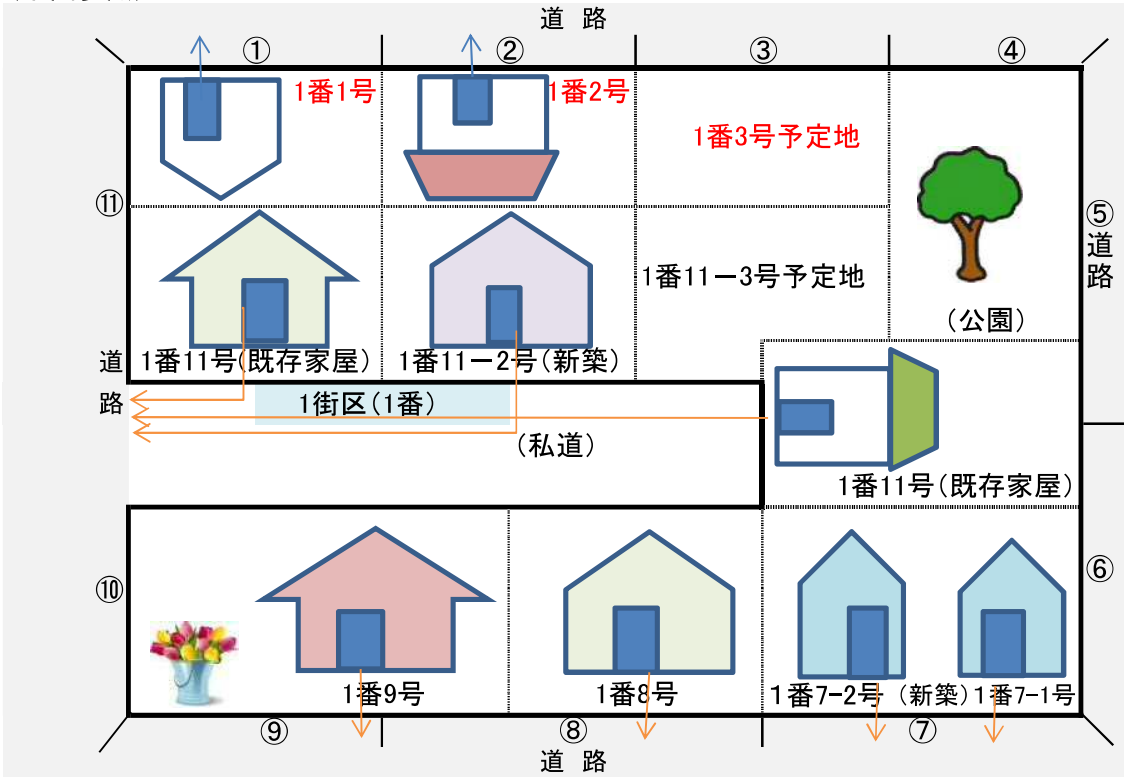 道 路
① ② ③ ④
1番1号
1番2号
1番3号予定地
⑪
⑤
道
路
1番11－3号予定地
(公園)
道
路
1番11号(既存家屋)
1番11－2号(新築)
1街区(1番)
(私道)
1番11号(既存家屋)
⑩
⑥
1番9号
1番8号
1番7-2号 (新築)
1番7-1号
⑨ ⑧ ⑦
道 路